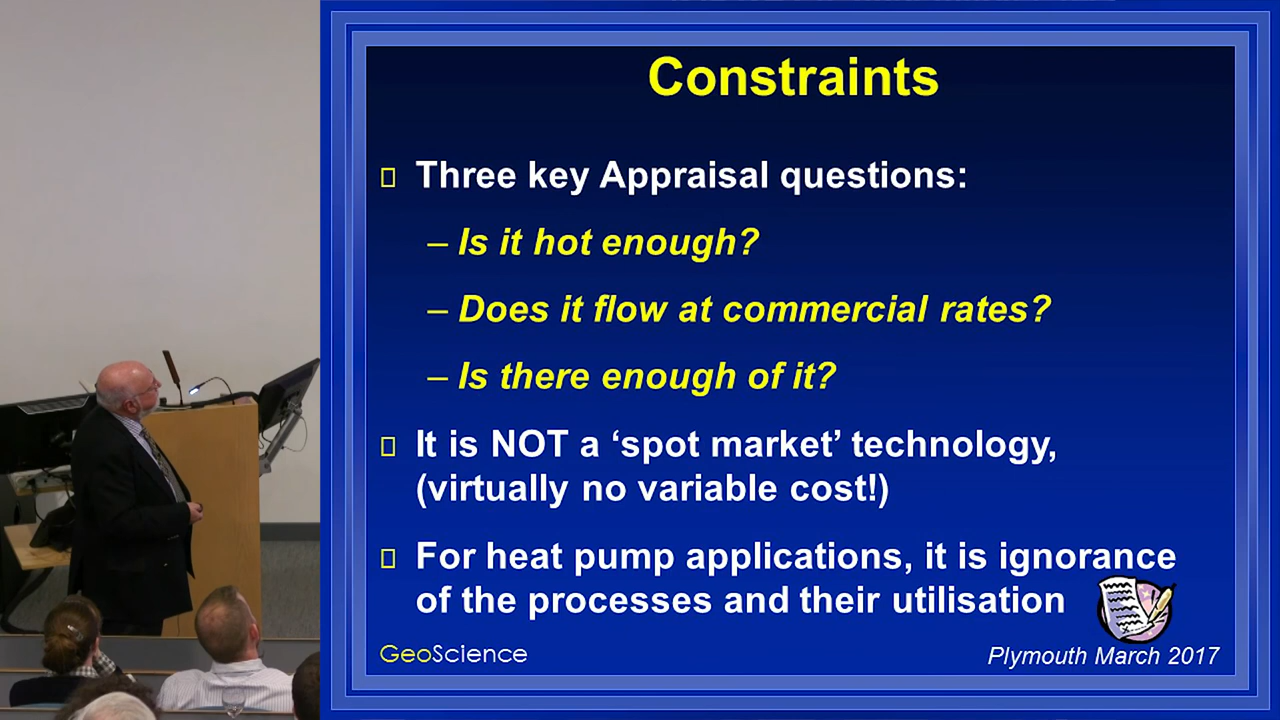 Constraints
Three key Appraisal questions:
– Is it hot enough?
– Does it flow at commercial rates?
– Is there enough of it?
It is NOT a ‘spot market’ technology,
(virtually no variable cost!)
For heat pump applications, it is ignorance
of the processes and their utilisation
GeoScience
Plymouth March 2017